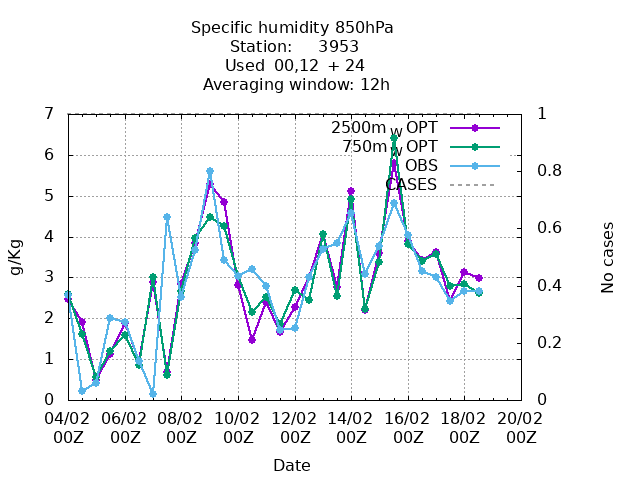 Specific humidity 850hPa
Station: 3953
Used 00,12 + 24
Averaging window: 12h
2500m w OPT
750m w OPT
OBS
CASES
7
6
5
4
3
2
1
0
1
0.8
0.6
0.4
0.2
0
g/Kg
No cases
04/02 06/02 08/02 10/02 12/02 14/02 16/02 18/02 20/02
00Z 00Z 00Z 00Z 00Z 00Z 00Z 00Z 00Z
Date